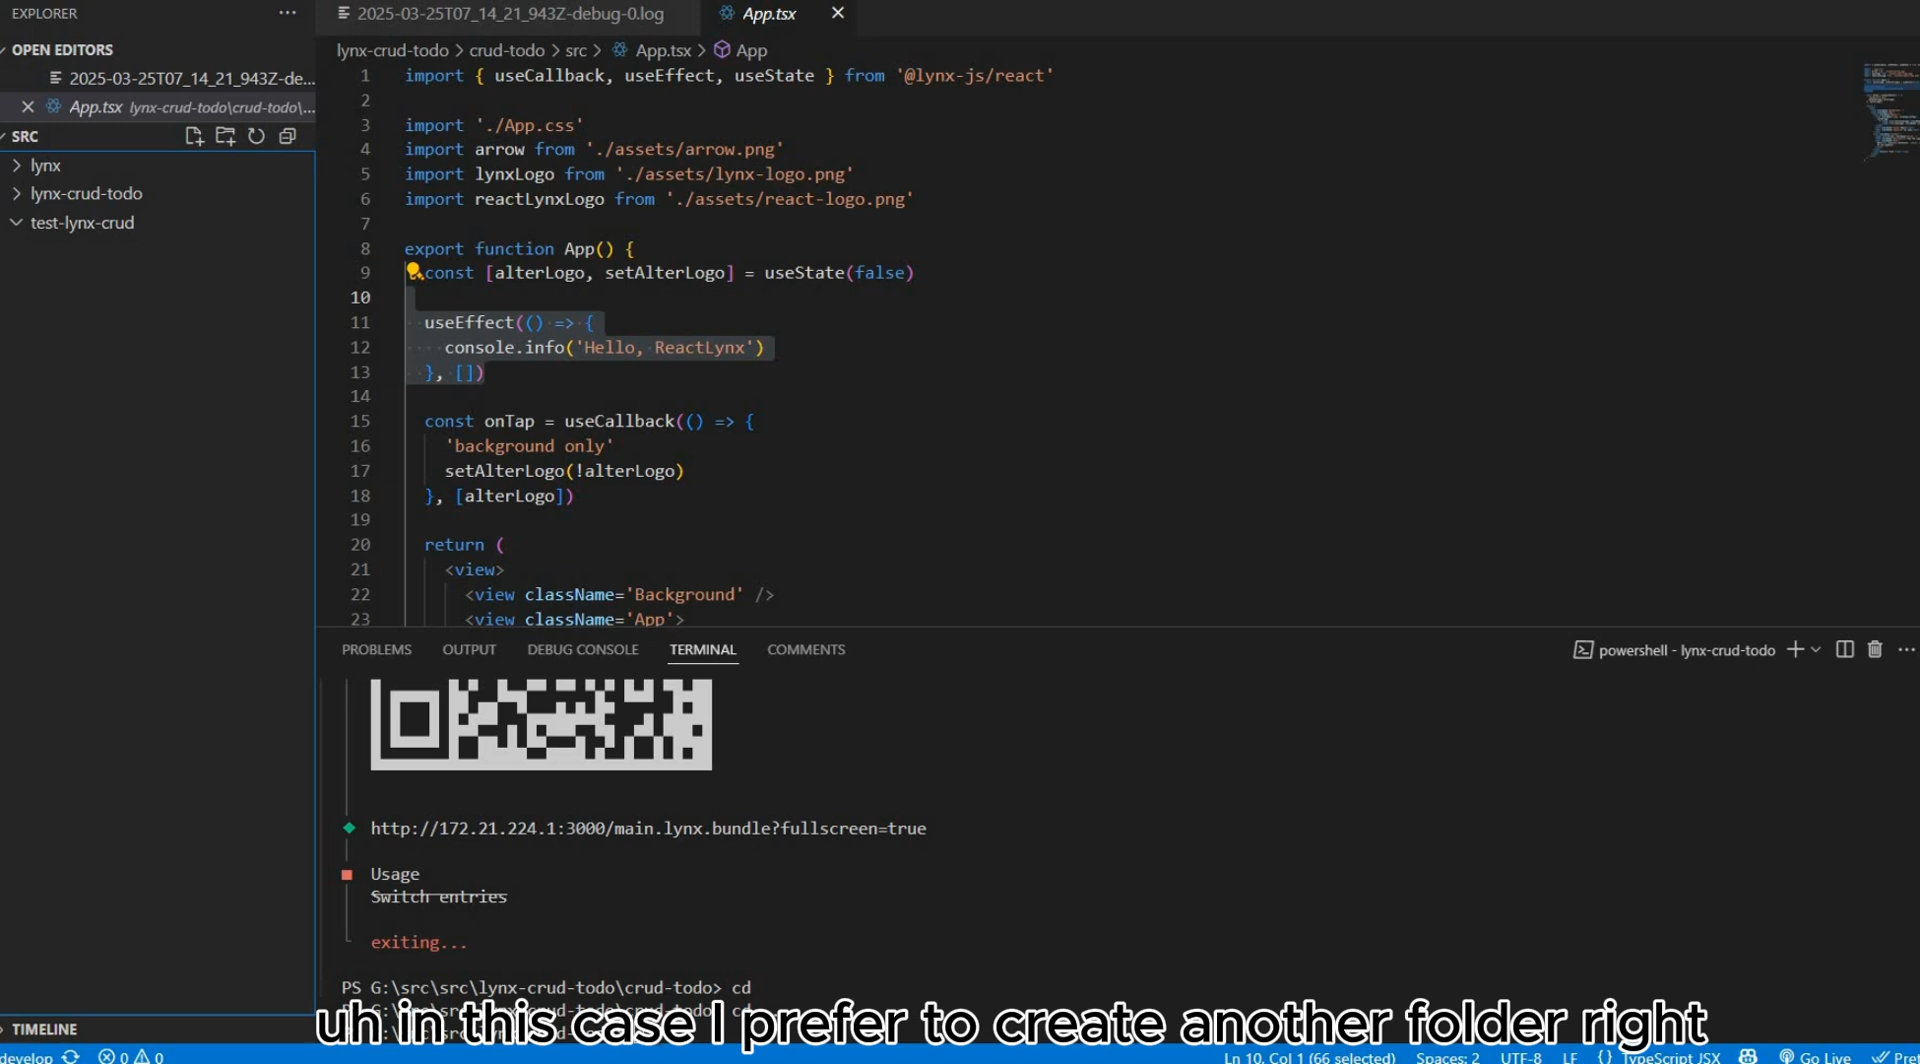 EXPLORER
OPEN EDITORS
2025-03-25T07_14_21_943Z-de...
App.tsx lynx-crud-todo\crud-todo\...
SRC
lynx
lynx-crud-todo
test-lynx-crud
TIMELINE
2025-03-25T07_14_21_943Z-debug-0.log
App.tsx
lynx-crud-todo > crud-todo > src > App.tsx > App
1 import { useCallback, useEffect, useState } from '@lynx-js/react'
2
3 import './App.css'
4 import arrow from './assets/arrow.png'
5 import lynxLogo from './assets/lynx-logo.png'
6 import reactLynxLogo from './assets/react-logo.png'
7
8 export function App() {
9 const [alterLogo, setAlterLogo] = useState(false)
10
11 useEffect(() => {
12 console.info('Hello, ReactLynx')
13 }, [])
14
15 const onTap = useCallback(() => {
16 'background only'
17 setAlterLogo(!alterLogo)
18 }, [alterLogo])
19
20 return (
21 <view>
22 <view className='Background' />
23 <view className='App'>
PROBLEMS OUTPUT DEBUG CONSOLE TERMINAL COMMENTS
powershell - lynx-crud-todo
http://172.21.224.1:3000/main.lynx.bundle?fullscreen=true
Usage
Switch entries
exiting...
PS G:\src\src\lynx-crud-todo\crud-todo> cd
uh in this case I prefer to create another folder right
develop 0 0 Ln 10, Col 1 (66 selected) Spaces: 2 UTF-8 LF {} TypeScript JSX Go Live